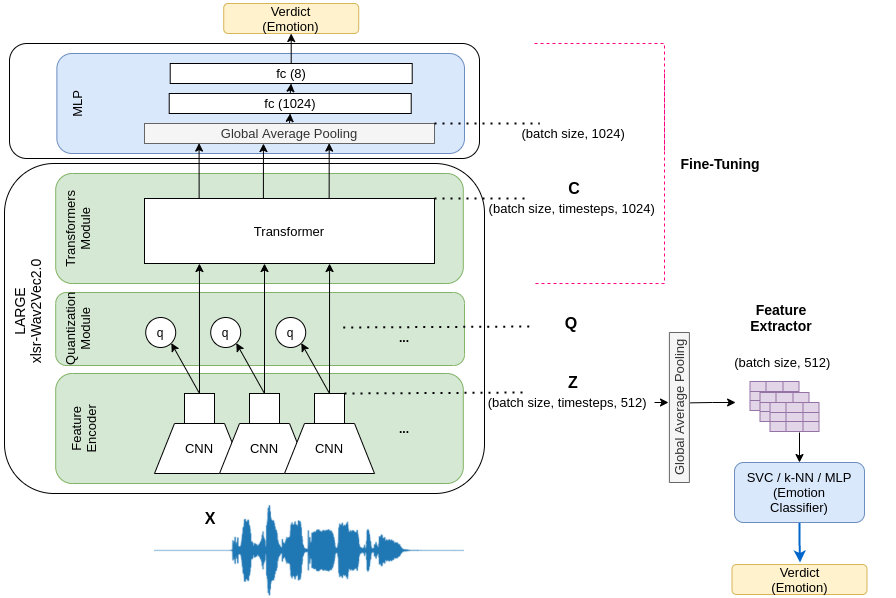 Verdict
(Emotion)
MLP
fc (8)
fc (1024)
Global Average Pooling
(batch size, 1024)
Fine-Tuning
LARGE
xlsr-Wav2Vec2.0
Transformers
Module
Transformer
C
(batch size, timesteps, 1024)
Quantization
Module
q
q
q
...
Q
Feature
Encoder
CNN
CNN
CNN
...
Z
(batch size, timesteps, 512)
Global Average Pooling
Feature
Extractor
(batch size, 512)
SVC / k-NN / MLP
(Emotion
Classifier)
Verdict
(Emotion)
X